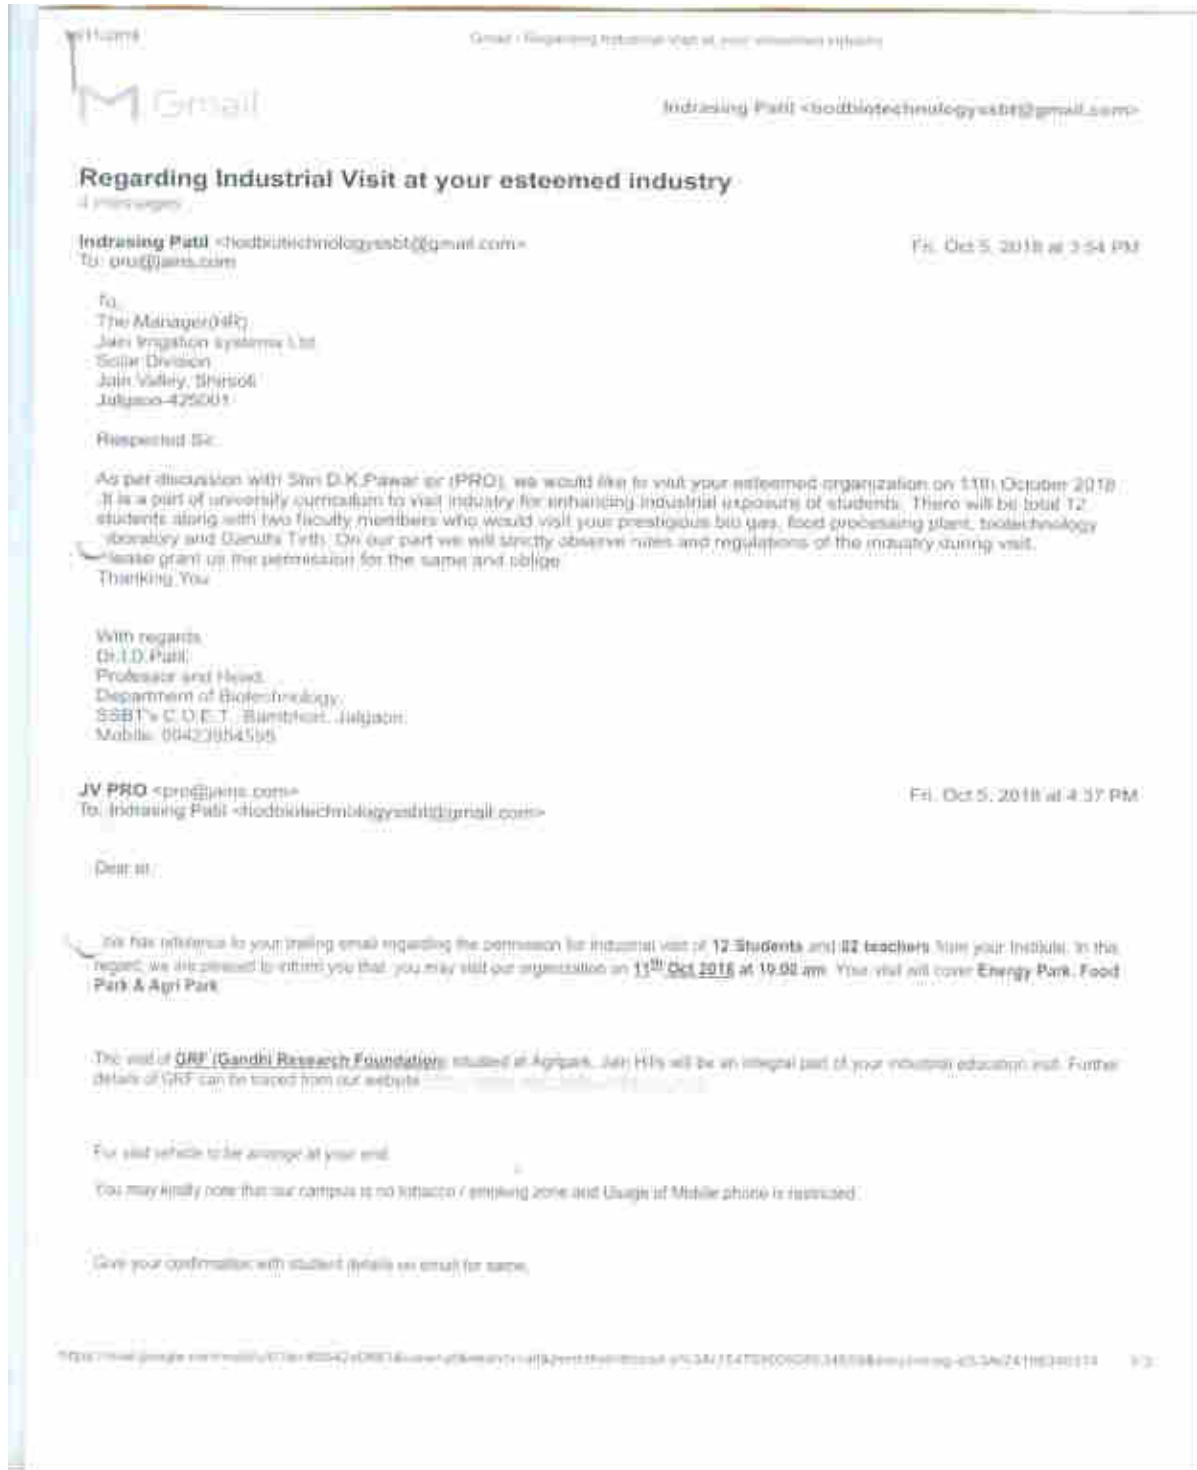 Gmail - Regarding Industrial Visit at your esteemed industry
Gmail
Indrasing Patil <hodbiotechnologyssbt@gmail.com>
Regarding Industrial Visit at your esteemed industry
4 messages
Indrasing Patil <hodbiotechnologyssbt@gmail.com>
Fri, Oct 5, 2018 at 3:54 PM
To: pro@jains.com
To,
The Manager(HR)
Jain Irrigation systems Ltd
Solar Division
Jain Valley, Shirsoli
Jalgaon-425001
Respected Sir,
As per discussion with Shri D.K.Pawar sir (PRO), we would like to visit your esteemed organization on 11th October 2018
It is a part of university curriculum to visit industry for enhancing industrial exposure of students. There will be total 12
students along with two faculty members who would visit your prestigious bio gas, food processing plant, biotechnology
laboratory and Gandhi Tirth. On our part we will strictly observe rules and regulations of the industry during visit.
Please grant us the permission for the same and oblige
Thanking You
With regards
Dr.I.D.Patil,
Professor and Head,
Department of Biotechnology,
SSBT's C.O.E.T., Bambhori, Jalgaon.
Mobile:
JV PRO <pro@jains.com>
Fri, Oct 5, 2018 at 4:37 PM
To: Indrasing Patil <hodbiotechnologyssbt@gmail.com>
Dear sir,
We has reference to your trailing email regarding the permission for industrial visit of 12 Students and 02 teachers from your Institute. In this
regard, we are pleased to inform you that you may visit our organization on 11th Oct 2018 at 10.00 am. Your visit will cover Energy Park, Food
Park & Agri Park
The visit of GRF (Gandhi Research Foundation) situated at Agripark, Jain Hills will be an integral part of your industrial education visit. Further
details of GRF can be traced from our website
For visit vehicle to be arrange at your end.
You may kindly note that our campus is no tobacco / smoking zone and Usage of Mobile phone is restricted.
Give your confirmation with student details on email for same.